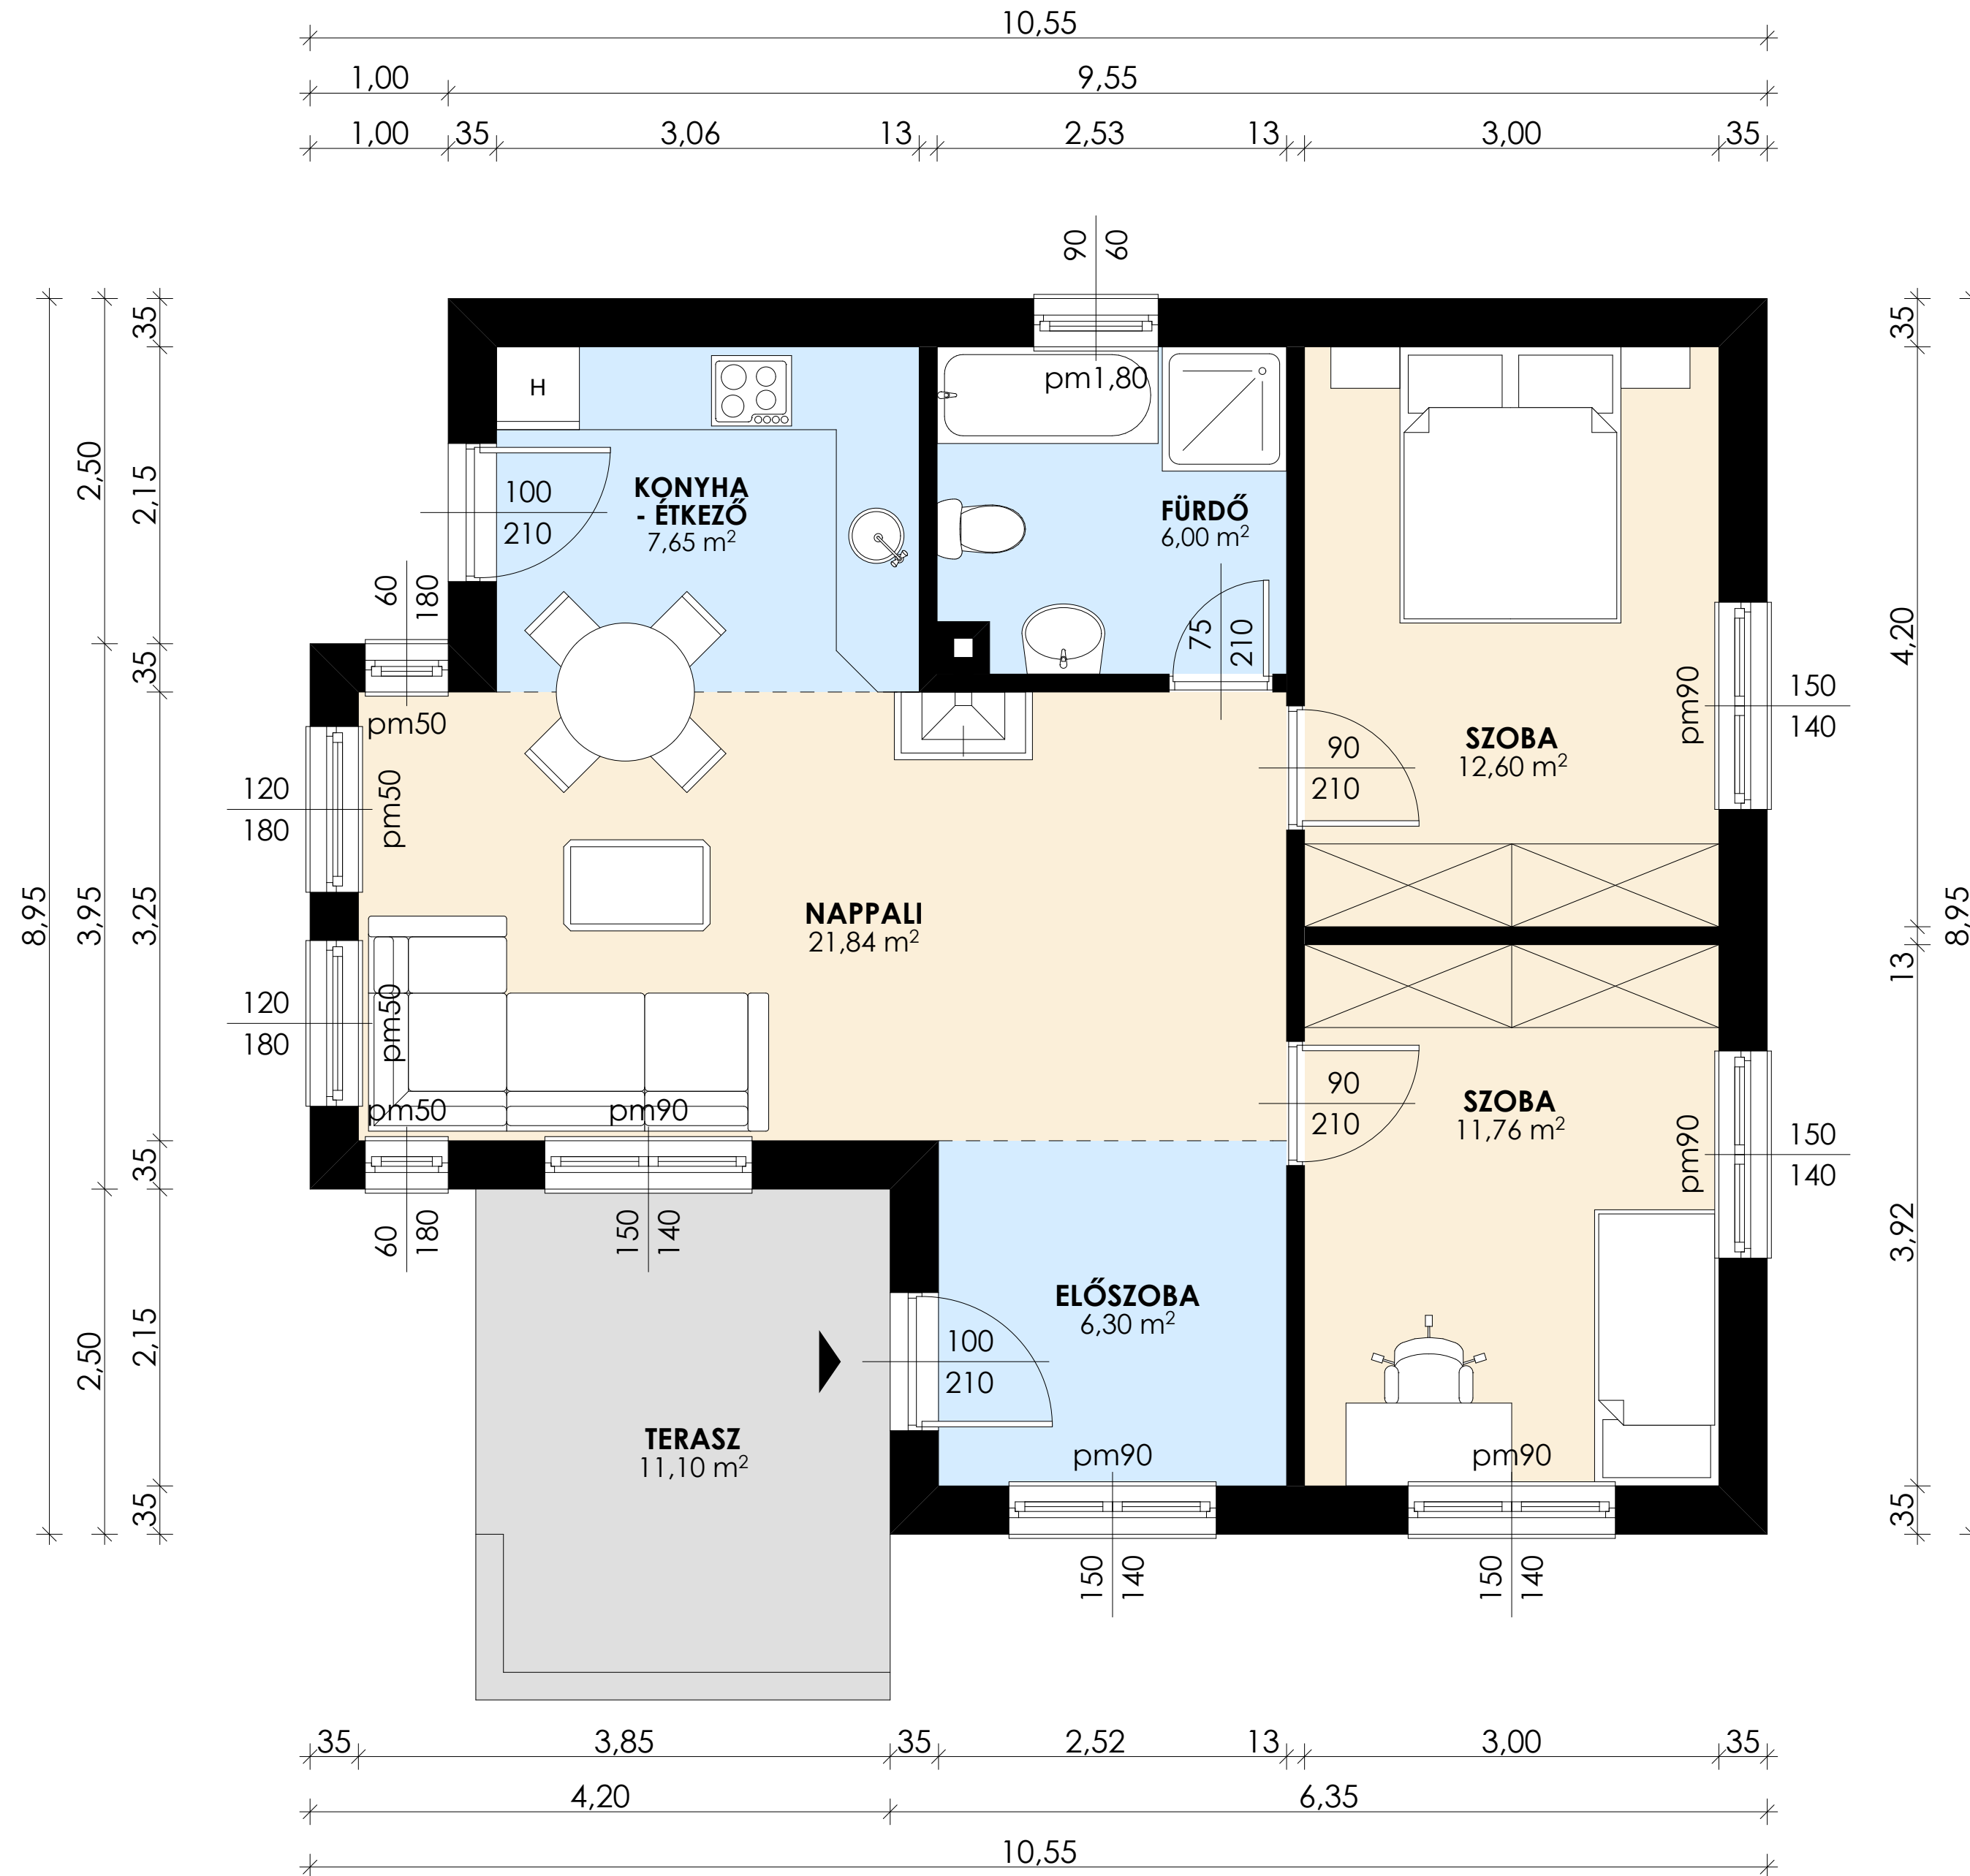 10,55
1,00 9,55
1,00 35 3,06 13 2,53 13 3,00 35
90 60
35 35
H
pm1,80
2,50 2,15 4,20
KONYHA
- ÉTKEZŐ
7,65 m²
100
210
FÜRDŐ
6,00 m²
75 210
60 180
35
pm50
120
180
pm50
90
210
SZOBA
12,60 m²
pm90
150
140
8,95 3,95 3,25
NAPPALI
21,84 m²
13 8,95
120
180
pm50
pm50 pm90
90
210
SZOBA
11,76 m²
pm90
150
140
35
60 180
150 140
3,92
2,50 2,15
ELŐSZOBA
6,30 m²
100
210
TERASZ
11,10 m²
pm90 pm90
35 35
150 140
150 140
35 3,85 35 2,52 13 3,00 35
4,20 6,35
10,55